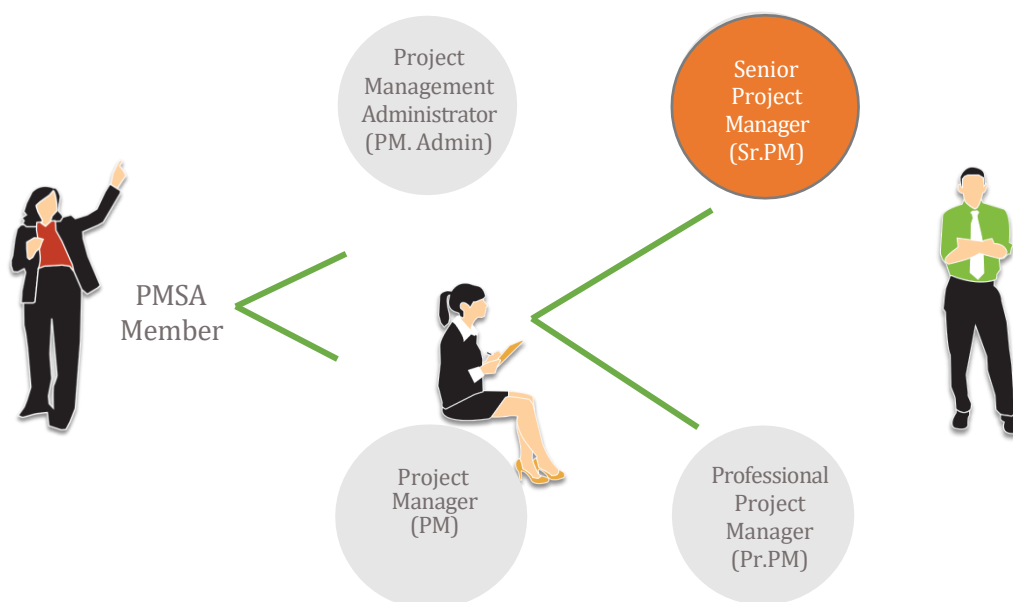 Project
Management
Administrator
(PM. Admin)
Senior
Project
Manager
(Sr.PM)
PMSA
Member
Project
Manager
(PM)
Professional
Project
Manager
(Pr.PM)